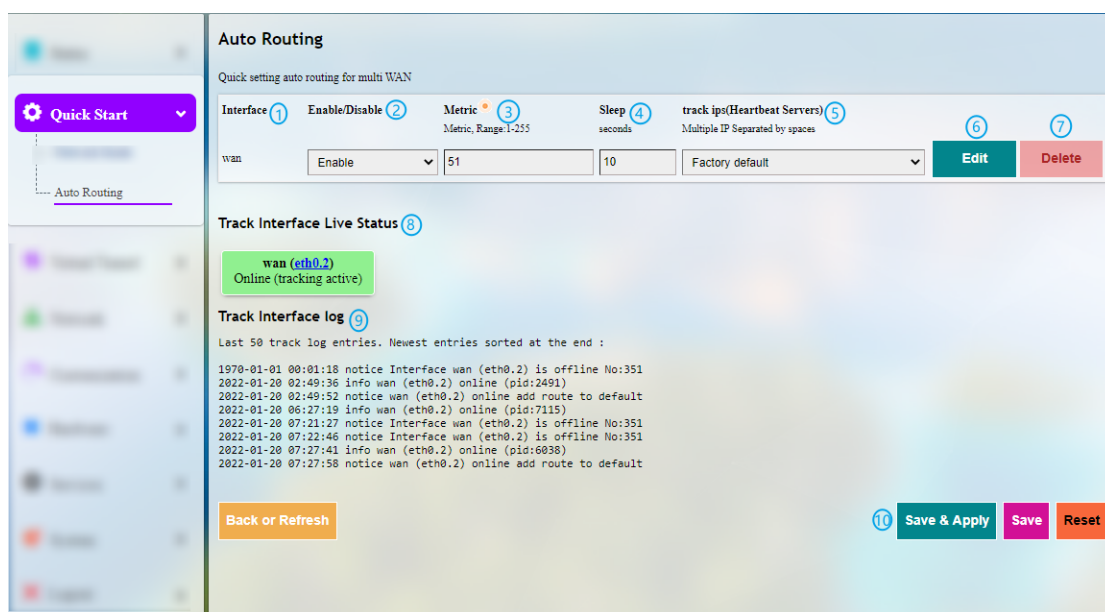 Auto Routing
Quick setting auto routing for multi WAN
Quick Start
Auto Routing
Interface 1 Enable/Disable 2 Metric 3 Sleep 4 track ips(Heartbeat Servers) 5
Metric, Range:1-255 seconds Multiple IP Separated by spaces 6 7
wan Enable 51 10 Factory default Edit Delete
Track Interface Live Status 8
wan (eth0.2)
Online (tracking active)
Track Interface log 9
Last 50 track log entries. Newest entries sorted at the end :
1970-01-01 00:01:18 notice Interface wan (eth0.2) is offline No:351
2022-01-20 02:49:36 info wan (eth0.2) online (pid:2491)
2022-01-20 02:49:52 notice wan (eth0.2) online add route to default
2022-01-20 06:27:19 info wan (eth0.2) online (pid:7115)
2022-01-20 07:21:27 notice Interface wan (eth0.2) is offline No:351
2022-01-20 07:22:46 notice Interface wan (eth0.2) is offline No:351
2022-01-20 07:27:41 info wan (eth0.2) online (pid:6038)
2022-01-20 07:27:58 notice wan (eth0.2) online add route to default
Back or Refresh 10 Save & Apply Save Reset